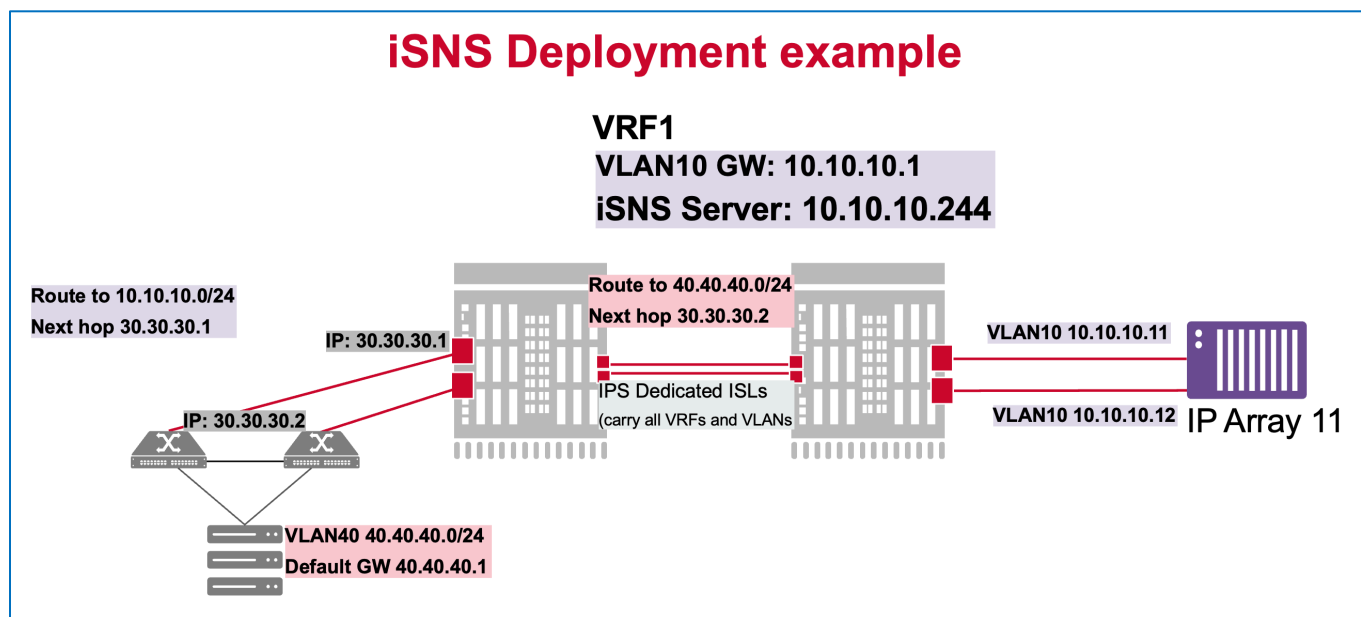 iSNS Deployment example
VRF1
VLAN10 GW: 10.10.10.1
iSNS Server: 10.10.10.244
Route to 10.10.10.0/24
Next hop 30.30.30.1
IP: 30.30.30.1
Route to 40.40.40.0/24
Next hop 30.30.30.2
VLAN10 10.10.10.11
IPS Dedicated ISLs
(carry all VRFs and VLANs
VLAN10 10.10.10.12
IP Array 11
IP: 30.30.30.2
VLAN40 40.40.40.0/24
Default GW 40.40.40.1